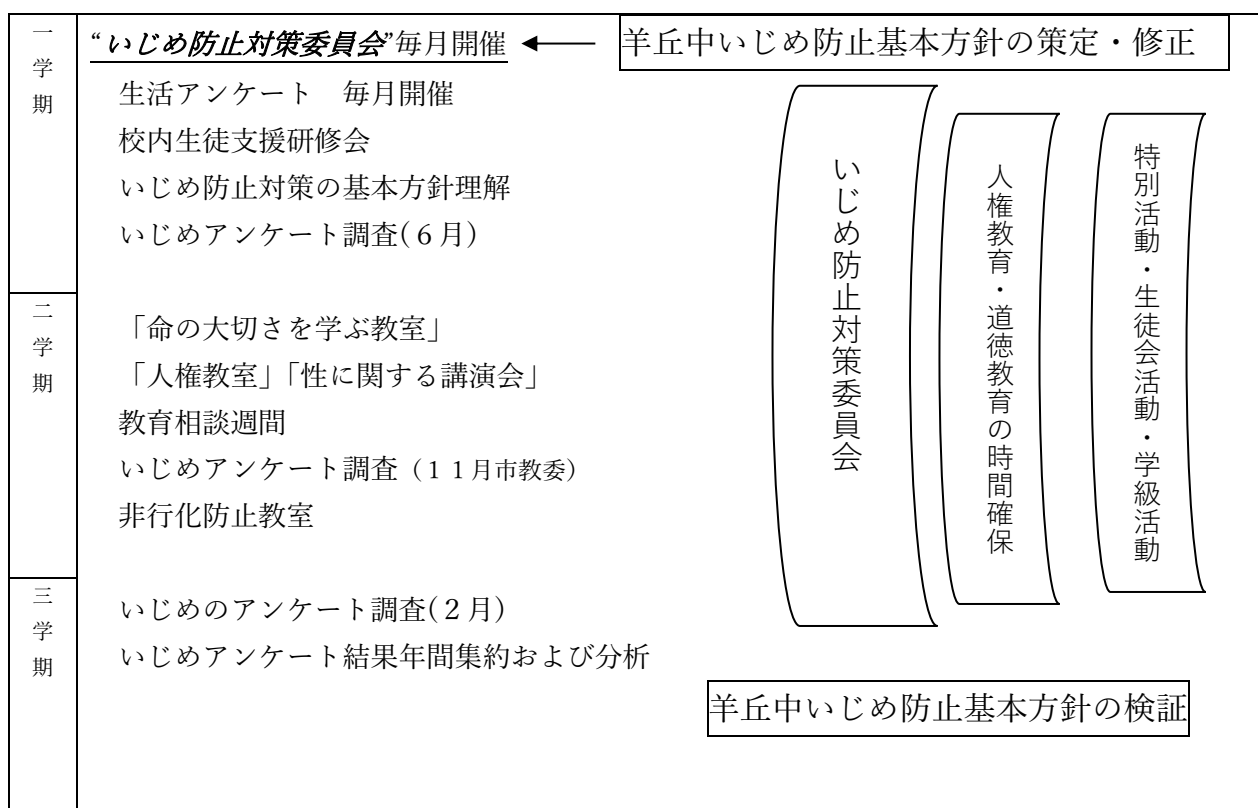 一学期
“いじめ防止対策委員会”毎月開催
羊丘中いじめ防止基本方針の策定・修正
生活アンケート　毎月開催
校内生徒支援研修会
いじめ防止対策の基本方針理解
いじめアンケート調査(６月)
二学期
「命の大切さを学ぶ教室」
「人権教室」「性に関する講演会」
教育相談週間
いじめアンケート調査（１１月市教委）
非行化防止教室
三学期
いじめのアンケート調査(２月)
いじめアンケート結果年間集約および分析
いじめ防止対策委員会
人権教育・道徳教育の時間確保
特別活動・生徒会活動・学級活動
羊丘中いじめ防止基本方針の検証